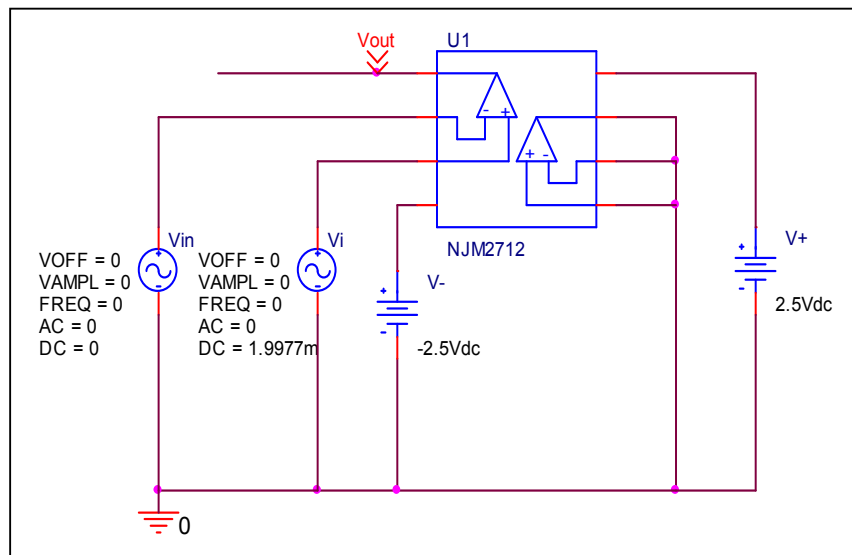 Vout
U1
- +
+ -
NJM2712
Vin
VOFF = 0
VAMPL = 0
FREQ = 0
AC = 0
DC = 0
Vi
VOFF = 0
VAMPL = 0
FREQ = 0
AC = 0
DC = 1.9977m
V-
-2.5Vdc
V+
2.5Vdc
0